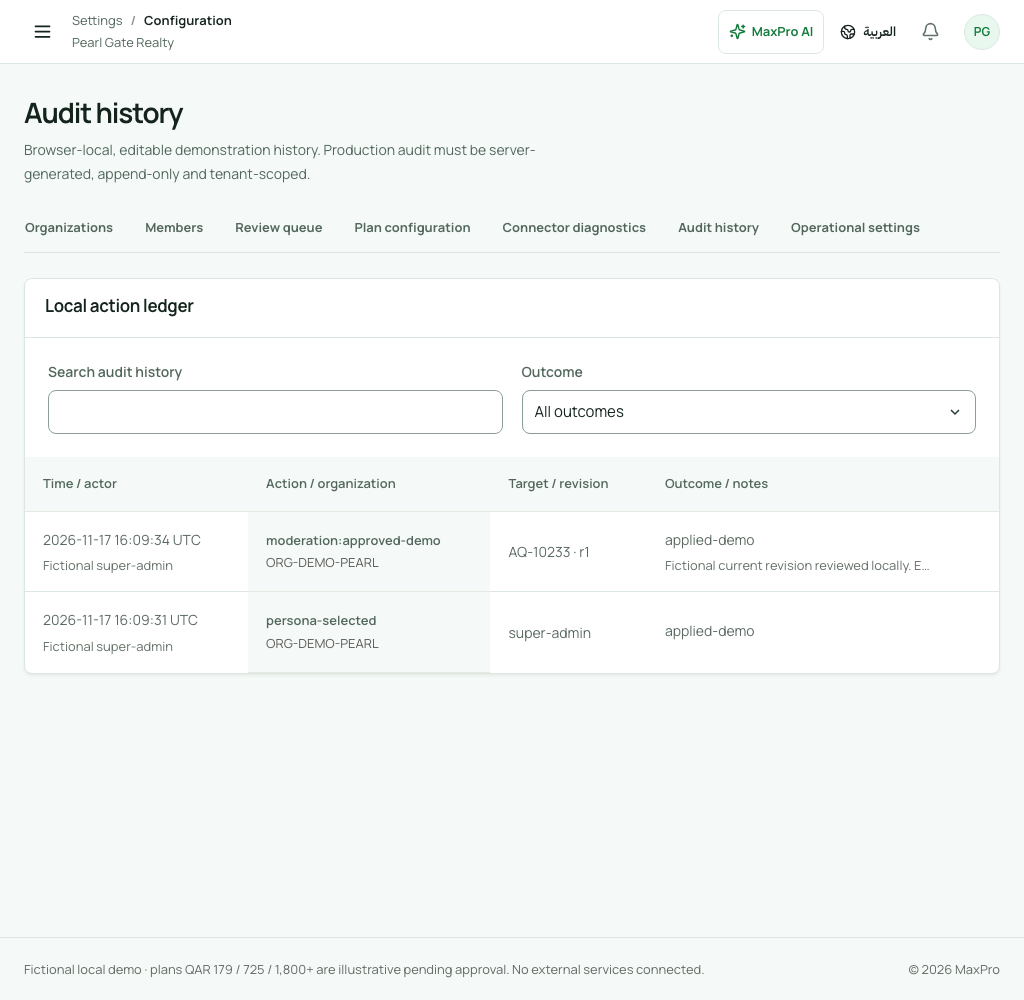 Settings / Configuration
Pearl Gate Realty
MaxPro AI
العربية
PG
Audit history
Browser-local, editable demonstration history. Production audit must be server-
generated, append-only and tenant-scoped.
Organizations Members Review queue Plan configuration Connector diagnostics Audit history Operational settings
Local action ledger
Search audit history Outcome
All outcomes
Time / actor Action / organization Target / revision Outcome / notes
2026-11-17 16:09:34 UTC moderation:approved-demo AQ-10233 · r1 applied-demo
Fictional super-admin ORG-DEMO-PEARL Fictional current revision reviewed locally. E...
2026-11-17 16:09:31 UTC persona-selected super-admin applied-demo
Fictional super-admin ORG-DEMO-PEARL
Fictional local demo · plans QAR 179 / 725 / 1,800+ are illustrative pending approval. No external services connected. © 2026 MaxPro